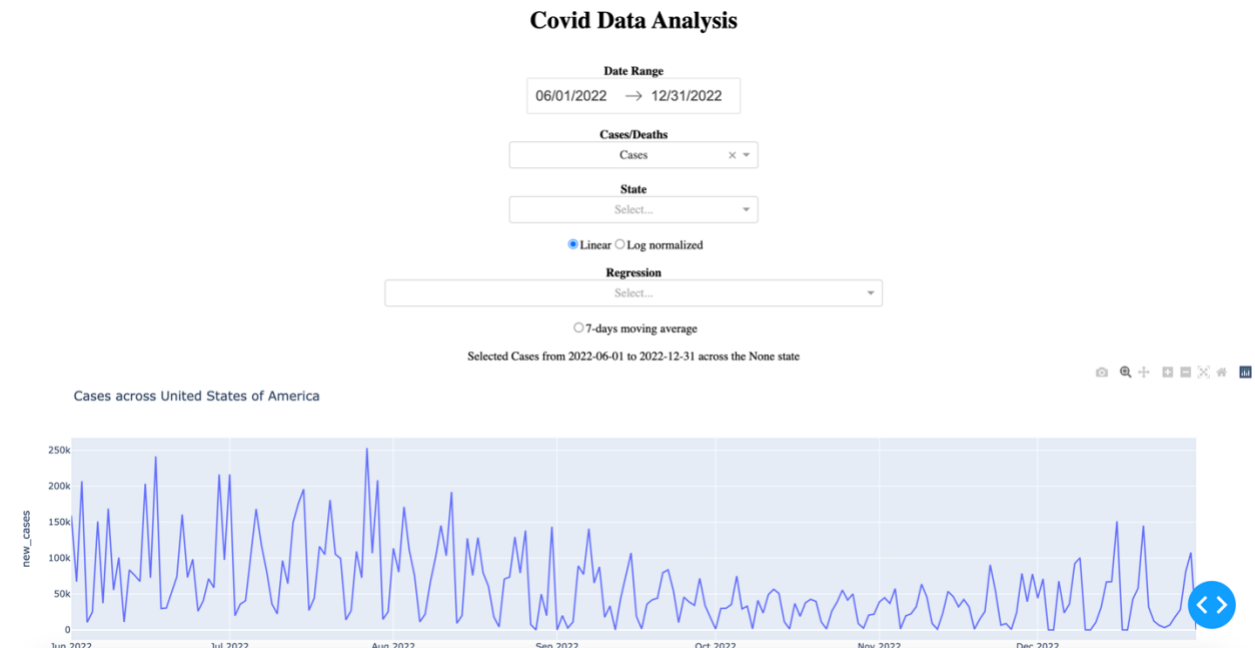 Covid Data Analysis
Date Range
06/01/2022 → 12/31/2022
Cases/Deaths
Cases
State
Select...
Linear Log normalized
Regression
Select...
7-days moving average
Selected Cases from 2022-06-01 to 2022-12-31 across the None state
Cases across United States of America
new_cases
250k
200k
150k
100k
50k
0
Jun 2022 Jul 2022 Aug 2022 Sep 2022 Oct 2022 Nov 2022 Dec 2022